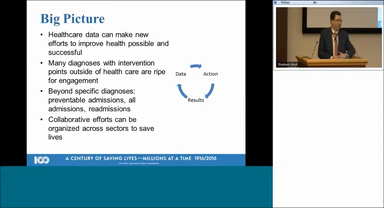 Big Picture
• Healthcare data can make new
efforts to improve health possible and
successful
• Many diagnoses with intervention
points outside of health care are ripe
for engagement
• Beyond specific diagnoses:
preventable admissions, all
admissions, readmissions
• Collaborative efforts can be
organized across sectors to save
lives
Data
Action
Results
100
A CENTURY OF SAVING LIVES—MILLIONS AT A TIME 1916/2016